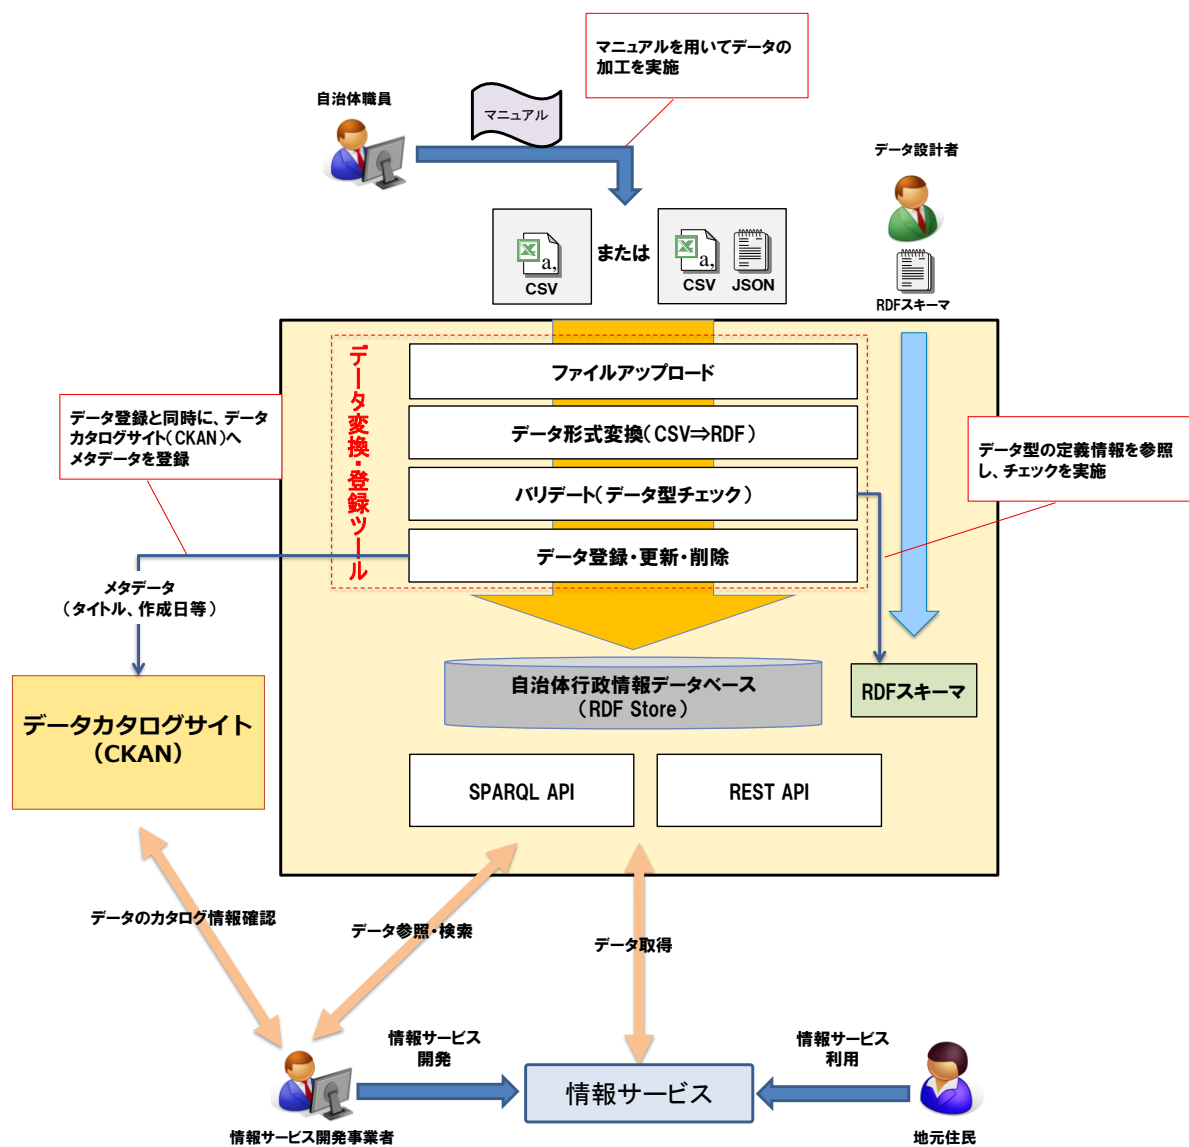 マニュアルを用いてデータの
加工を実施
自治体職員
マニュアル
データ設計者
または
CSV
CSV
JSON
RDFスキーマ
データ変換・登録ツール
ファイルアップロード
データ形式変換（CSV⇒RDF）
バリデート（データ型チェック）
データ登録・更新・削除
データ登録と同時に、データ
カタログサイト（CKAN）へ
メタデータを登録
データ型の定義情報を参照
し、チェックを実施
メタデータ
（タイトル、作成日等）
データカタログサイト
（CKAN）
自治体行政情報データベース
（RDF Store）
RDFスキーマ
SPARQL API
REST API
データのカタログ情報確認
データ参照・検索
データ取得
情報サービス
開発
情報サービス
情報サービス
利用
情報サービス開発事業者
地元住民